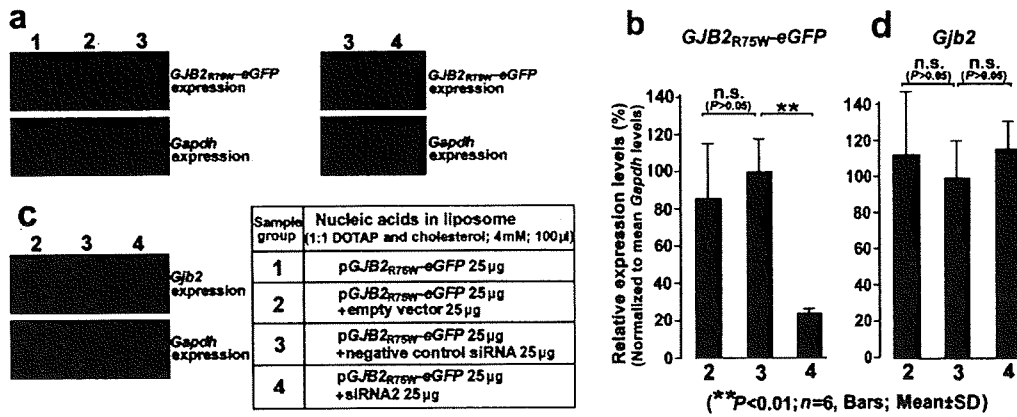 a
1 2 3
GJB2R75W-eGFP
expression
Gapdh
expression
3 4
GJB2R75W-eGFP
expression
Gapdh
expression
c
2 3 4
Gjb2
expression
Gapdh
expression
Sample
group
Nucleic acids in liposome
(1:1 DOTAP and cholesterol; 4mM; 100µl)
1
pGJB2R75W-eGFP 25µg
2
pGJB2R75W-eGFP 25µg
+empty vector 25µg
3
pGJB2R75W-eGFP 25µg
+negative control siRNA 25µg
4
pGJB2R75W-eGFP 25µg
+siRNA2 25µg
b
GJB2R75W-eGFP
Relative expression levels (%)
(Normalized to mean Gapdh levels)
n.s.
(P>0.05)
**
140
120
100
80
60
40
20
0
2 3 4
d
Gjb2
n.s.
(P>0.05)
n.s.
(P>0.05)
140
120
100
80
60
40
20
0
2 3 4
(**P<0.01; n=6, Bars; Mean±SD)